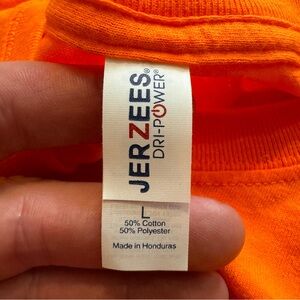 JERZEES®
DRI-POWER®
L
50% Cotton
50% Polyester
Made in Honduras